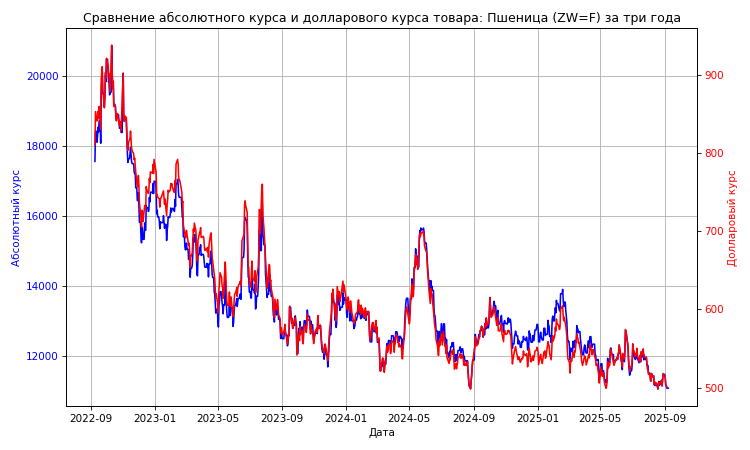 Сравнение абсолютного курса и долларового курса товара: Пшеница (ZW=F) за три года
Абсолютный курс
20000
18000
16000
14000
12000
900
800
700
600
500
Долларовый курс
2022-09 2023-01 2023-05 2023-09 2024-01 2024-05 2024-09 2025-01 2025-05 2025-09
Дата